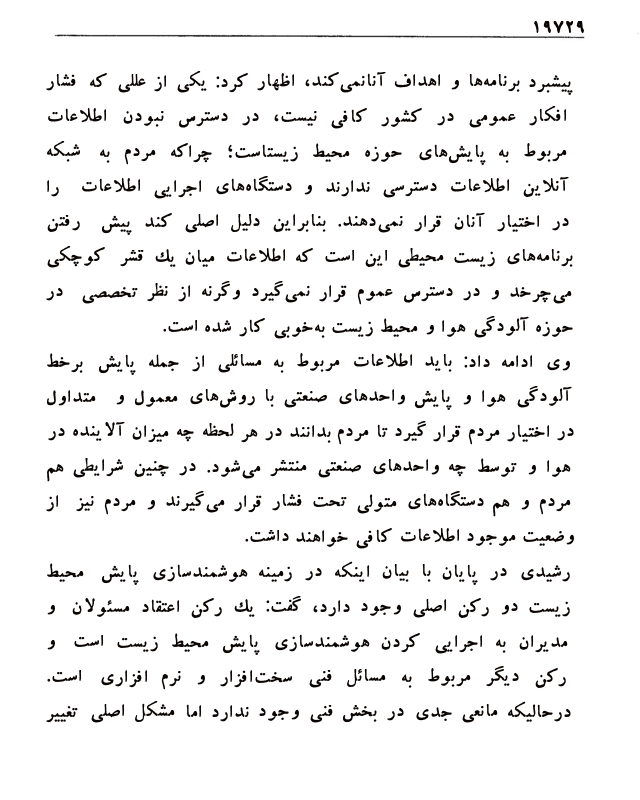 ۱۹۷۲۹
پیشبرد برنامه‌ها و اهداف آنانمی‌کند، اظهار کرد: یکی از عللی که فشار
افکار عمومی در کشور کافی نیست، در دسترس نبودن اطلاعات
مربوط به پایش‌های حوزه محیط زیستاست؛ چراکه مردم به شبکه
آنلاین اطلاعات دسترسی ندارند و دستگاه‌های اجرایی اطلاعات را
در اختیار آنان قرار نمی‌دهند. بنابراین دلیل اصلی کند پیش رفتن
برنامه‌های زیست محیطی این است که اطلاعات میان یك قشر کوچکی
می‌چرخد و در دسترس عموم قرار نمی‌گیرد وگرنه از نظر تخصصی در
حوزه آلودگی هوا و محیط زیست به‌خوبی کار شده است.
وی ادامه داد: باید اطلاعات مربوط به مسائلی از جمله پایش برخط
آلودگی هوا و پایش واحدهای صنعتی با روش‌های معمول و متداول
در اختیار مردم قرار گیرد تا مردم بدانند در هر لحظه چه میزان آلاینده در
هوا و توسط چه واحدهای صنعتی منتشر می‌شود. در چنین شرایطی هم
مردم و هم دستگاه‌های متولی تحت فشار قرار می‌گیرند و مردم نیز از
وضعیت موجود اطلاعات کافی خواهند داشت.
رشیدی در پایان با بیان اینکه در زمینه هوشمندسازی پایش محیط
زیست دو رکن اصلی وجود دارد، گفت: یك رکن اعتقاد مسئولان و
مدیران به اجرایی کردن هوشمندسازی پایش محیط زیست است و
رکن دیگر مربوط به مسائل فنی سخت‌افزار و نرم افزاری است.
درحالیکه مانعی جدی در بخش فنی وجود ندارد اما مشکل اصلی تغییر